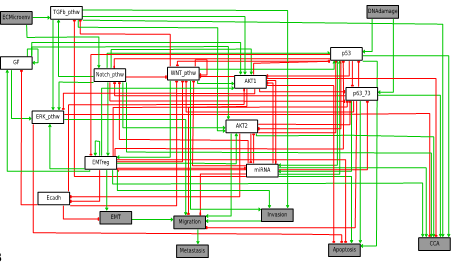 TGFb_pthw
DNAdamage
ECMicroenv
p53
GF
Notch_pthw
WNT_pthw
AKT1
p63_73
ERK_pthw
AKT2
EMTreg
miRNA
Ecadh
EMT
Migration
Invasion
Metastasis
Apoptosis
CCA